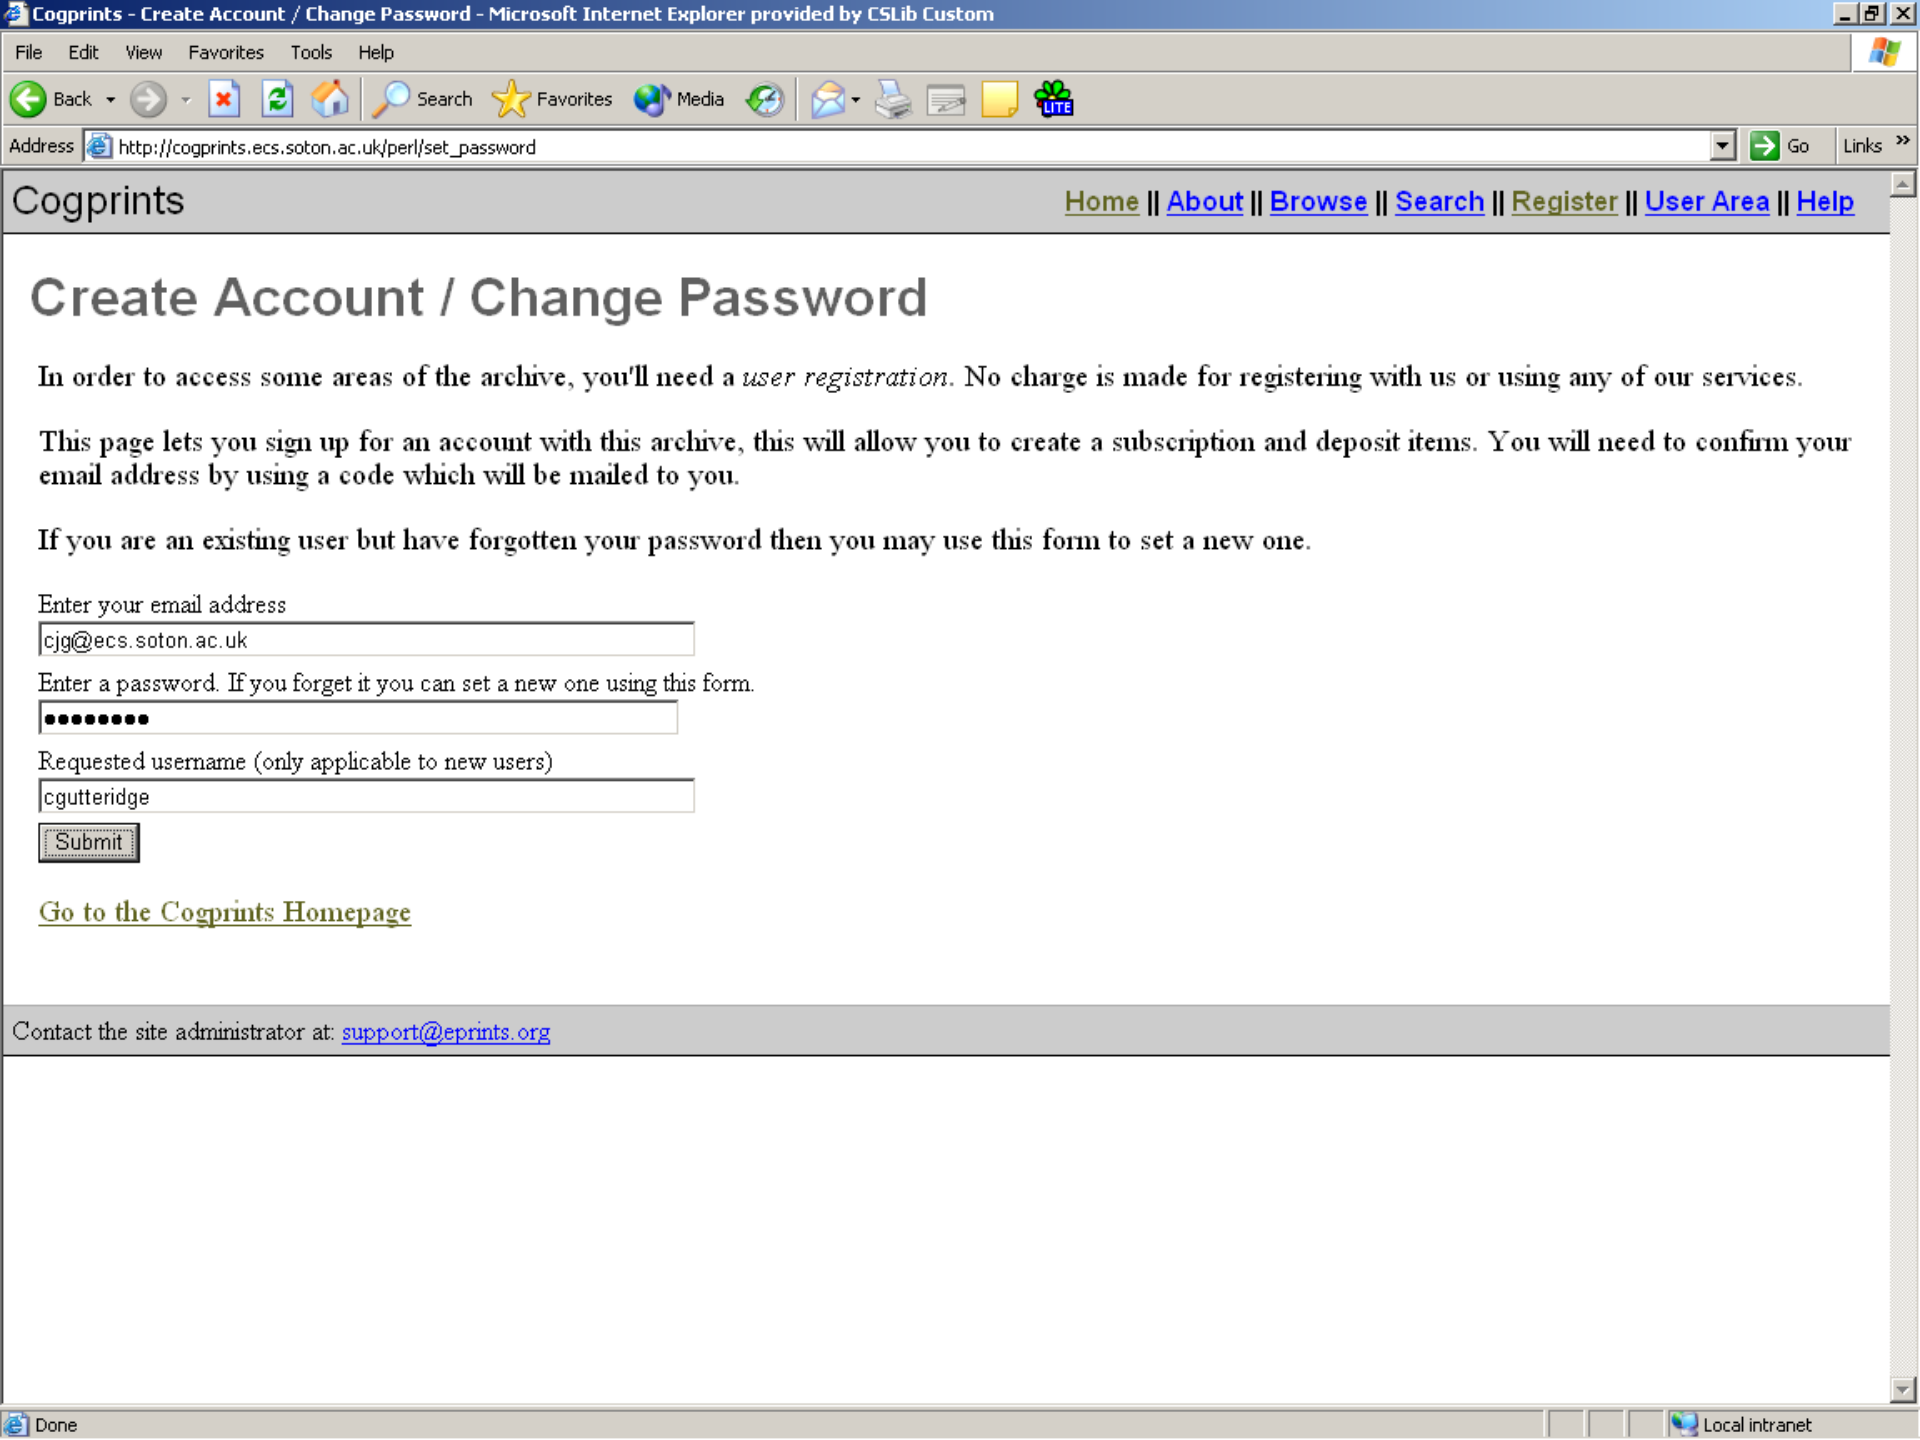 Cogprints - Create Account / Change Password - Microsoft Internet Explorer provided by CSLib Custom
File Edit View Favorites Tools Help
Back Search Favorites Media LITE
Address http://cogprints.ecs.soton.ac.uk/perl/set_password Go Links »
Cogprints Home || About || Browse || Search || Register || User Area || Help
Create Account / Change Password
In order to access some areas of the archive, you'll need a user registration. No charge is made for registering with us or using any of our services.
This page lets you sign up for an account with this archive, this will allow you to create a subscription and deposit items. You will need to confirm your
email address by using a code which will be mailed to you.
If you are an existing user but have forgotten your password then you may use this form to set a new one.
Enter your email address
cjg@ecs.soton.ac.uk
Enter a password. If you forget it you can set a new one using this form.
●●●●●●●●
Requested username (only applicable to new users)
cgutteridge
Submit
Go to the Cogprints Homepage
Contact the site administrator at: support@eprints.org
Done Local intranet